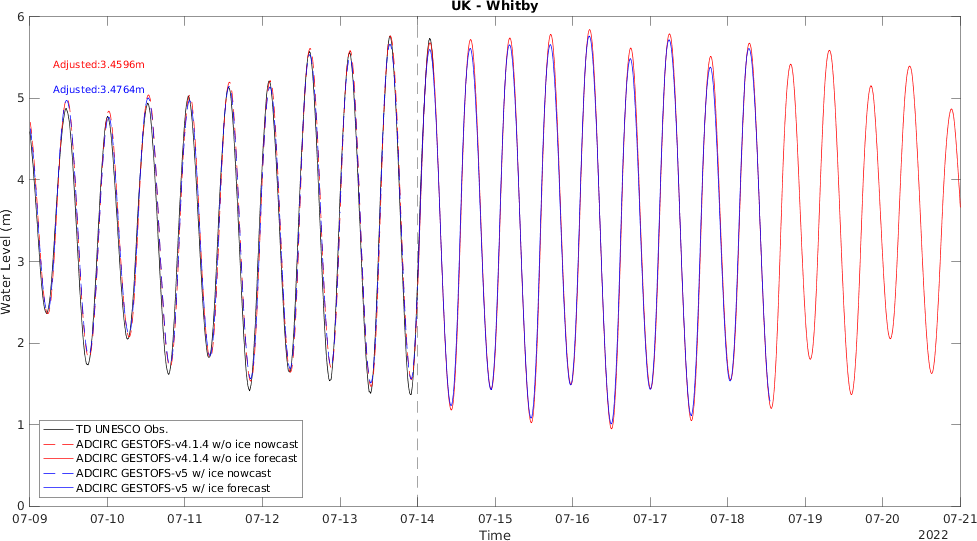 UK - Whitby
6
5
4
3
2
1
0
Water Level (m)
Adjusted:3.4596m
Adjusted:3.4764m
TD UNESCO Obs.
ADCIRC GESTOFS-v4.1.4 w/o ice nowcast
ADCIRC GESTOFS-v4.1.4 w/o ice forecast
ADCIRC GESTOFS-v5 w/ ice nowcast
ADCIRC GESTOFS-v5 w/ ice forecast
07-09 07-10 07-11 07-12 07-13 07-14 07-15 07-16 07-17 07-18 07-19 07-20 07-21
Time
2022